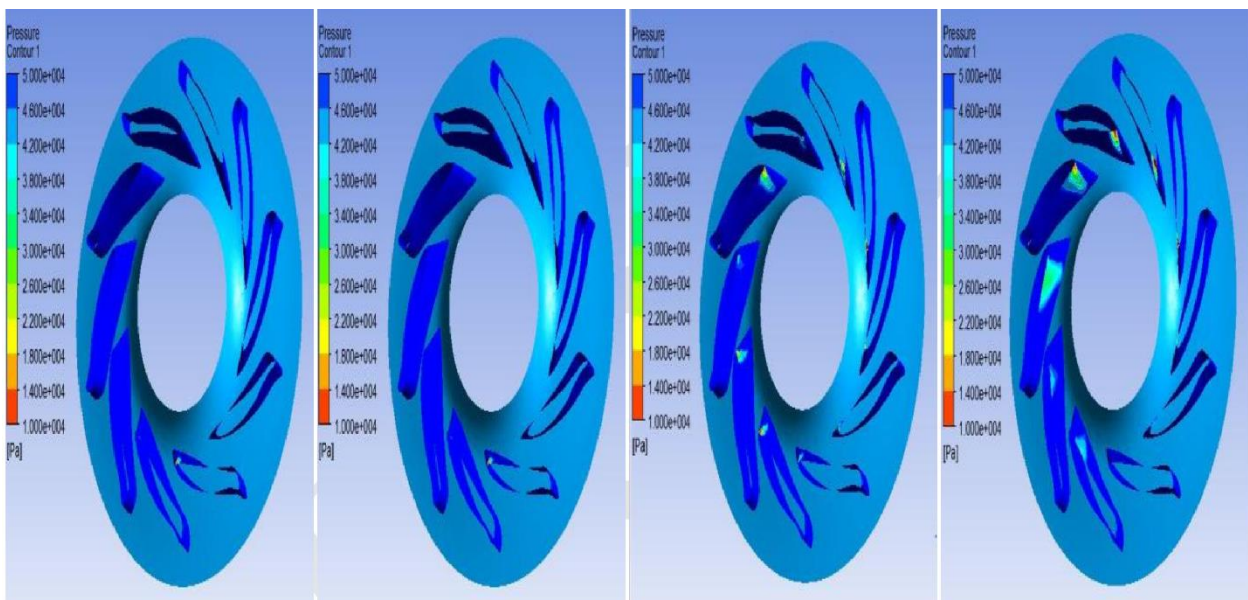 Pressure
Contour 1
5.000e+004
4.600e+004
4.200e+004
3.800e+004
3.400e+004
3.000e+004
2.600e+004
2.200e+004
1.800e+004
1.400e+004
1.000e+004
[Pa]
Pressure
Contour 1
5.000e+004
4.600e+004
4.200e+004
3.800e+004
3.400e+004
3.000e+004
2.600e+004
2.200e+004
1.800e+004
1.400e+004
1.000e+004
[Pa]
Pressure
Contour 1
5.000e+004
4.600e+004
4.200e+004
3.800e+004
3.400e+004
3.000e+004
2.600e+004
2.200e+004
1.800e+004
1.400e+004
1.000e+004
[Pa]
Pressure
Contour 1
5.000e+004
4.600e+004
4.200e+004
3.800e+004
3.400e+004
3.000e+004
2.600e+004
2.200e+004
1.800e+004
1.400e+004
1.000e+004
[Pa]